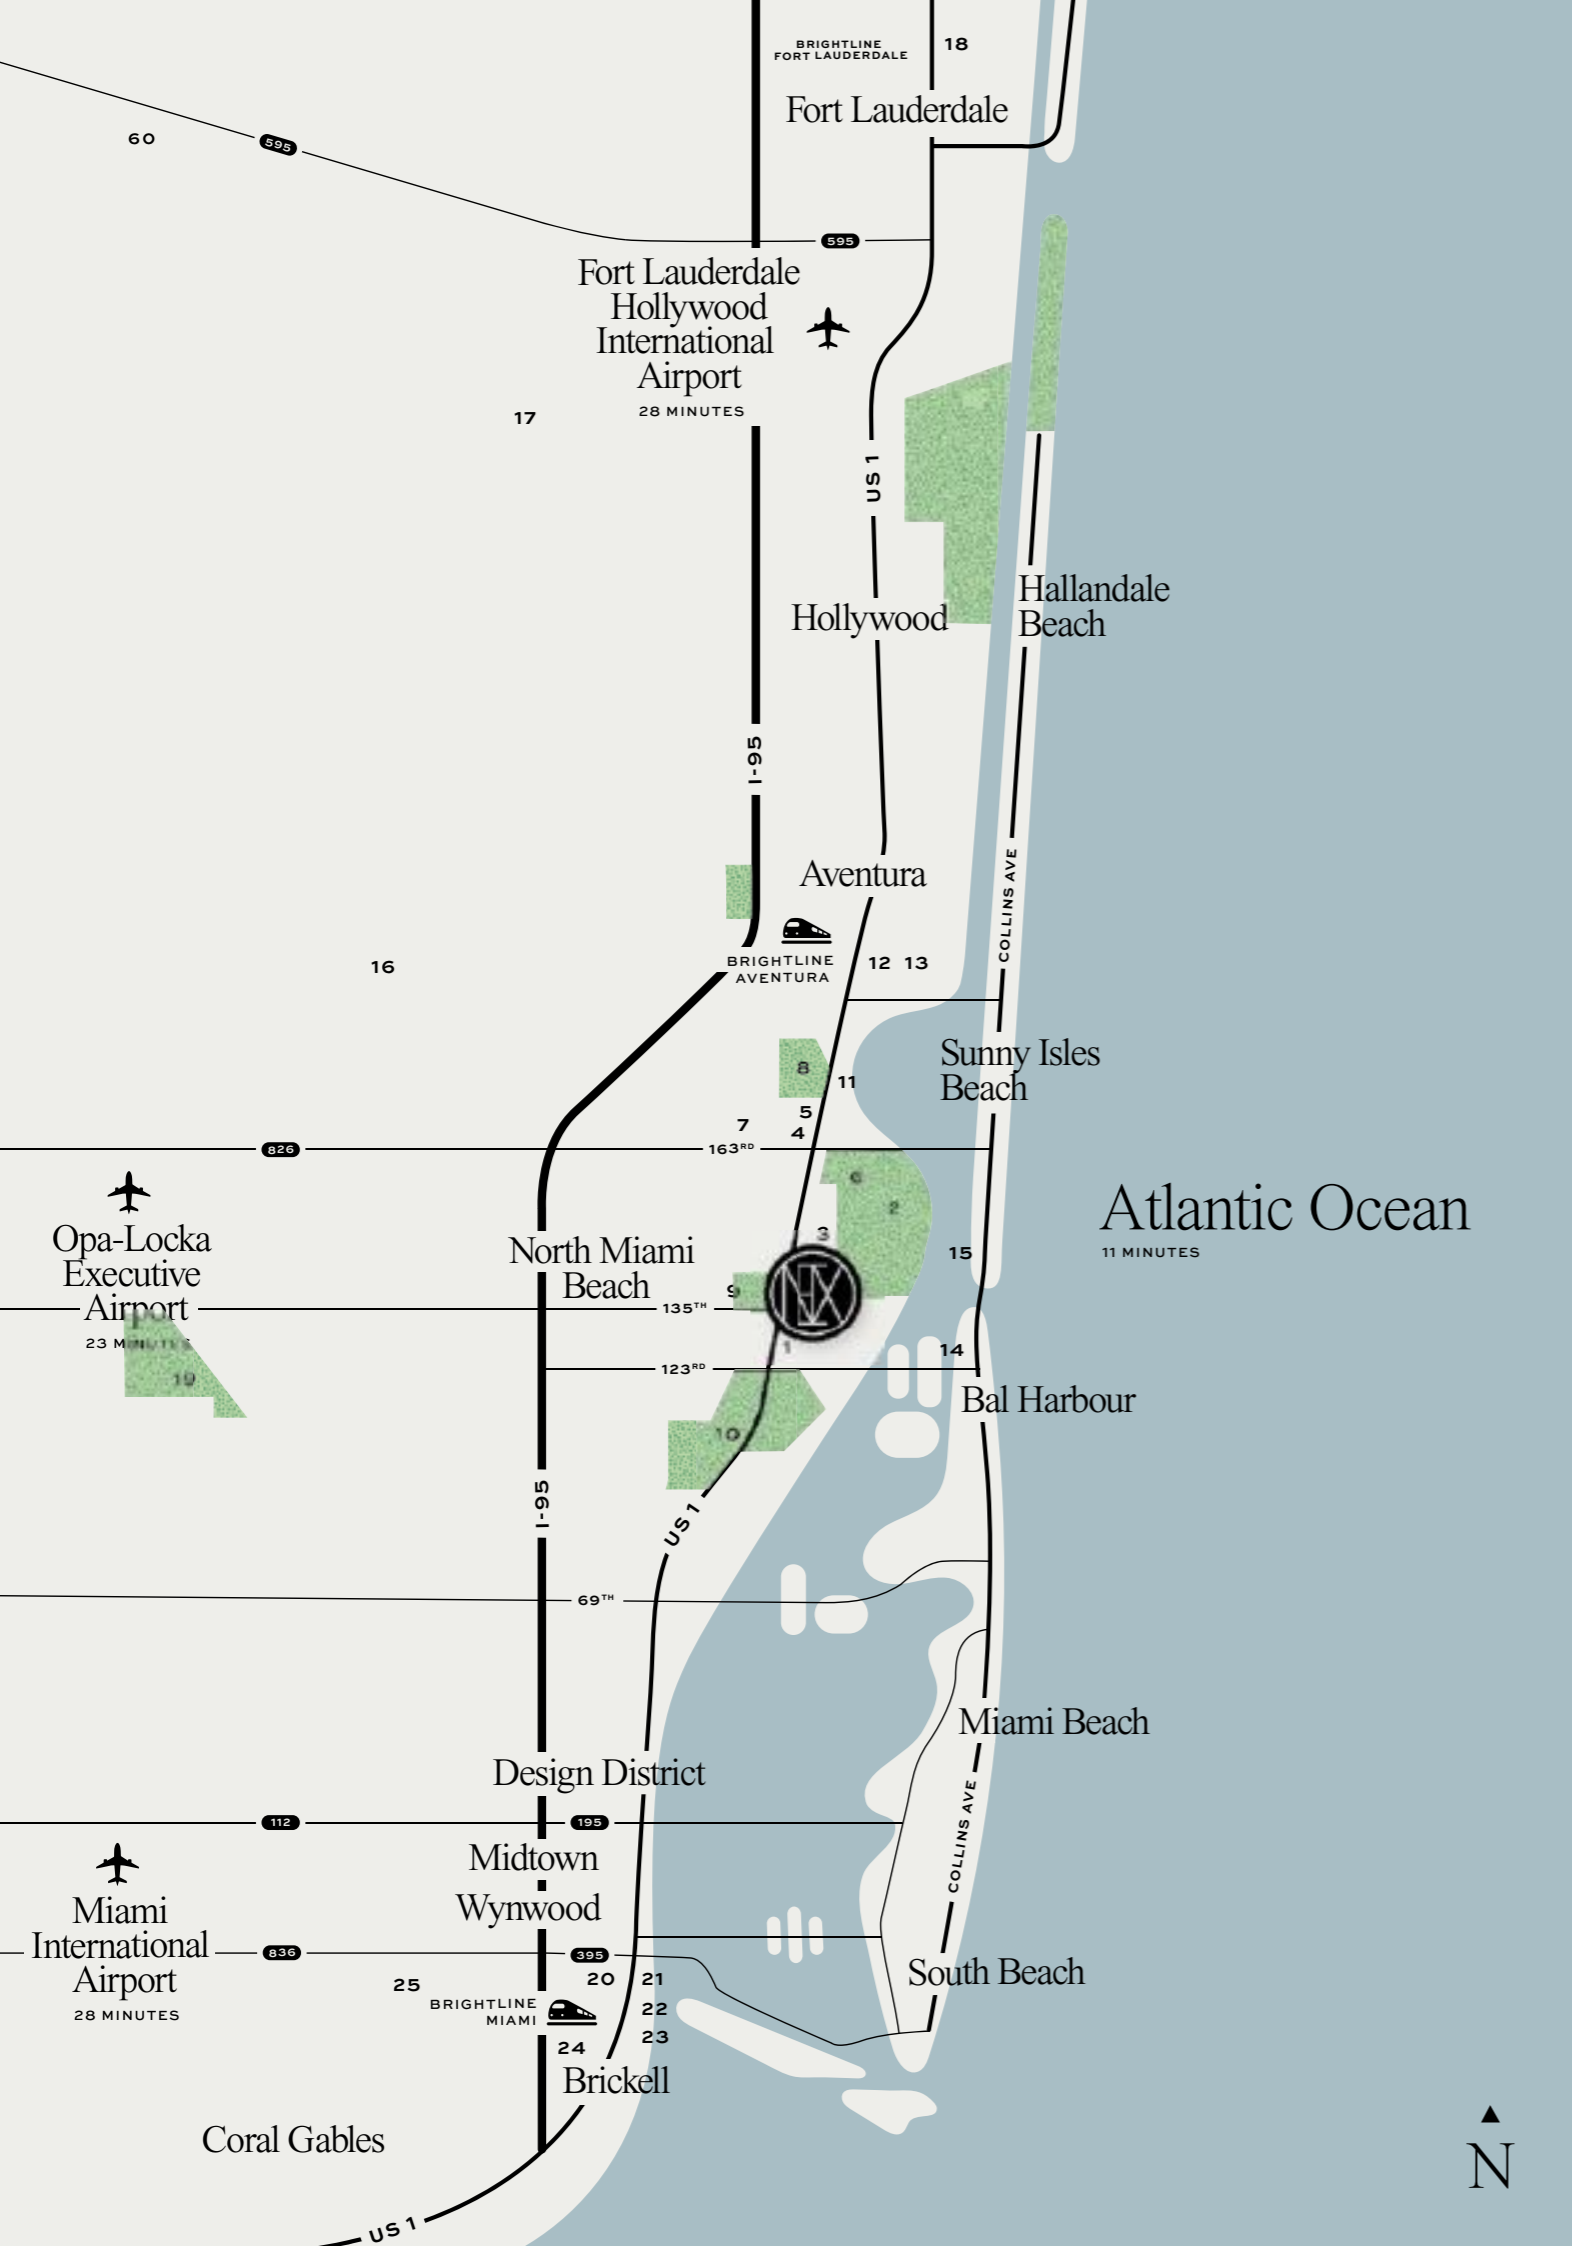 BRIGHTLINE
FORT LAUDERDALE
18
Fort Lauderdale
60
595
595
Fort Lauderdale
Hollywood
International
Airport
28 MINUTES
17
US 1
Hollywood
Hallandale
Beach
I-95
Aventura
COLLINS AVE
BRIGHTLINE
AVENTURA
12 13
16
Sunny Isles
Beach
8
11
5
7
4
826
163RD
6
2
Opa-Locka
Executive
Airport
23 MINUTES
19
North Miami
Beach
3
15
Atlantic Ocean
11 MINUTES
9
135TH
1
14
123RD
Bal Harbour
10
I-95
US 1
69TH
Miami Beach
Design District
112
195
COLLINS AVE
Midtown
Wynwood
Miami
International
Airport
28 MINUTES
836
395
South Beach
25
20 21
BRIGHTLINE
MIAMI
22
23
24
Brickell
Coral Gables
US 1
N